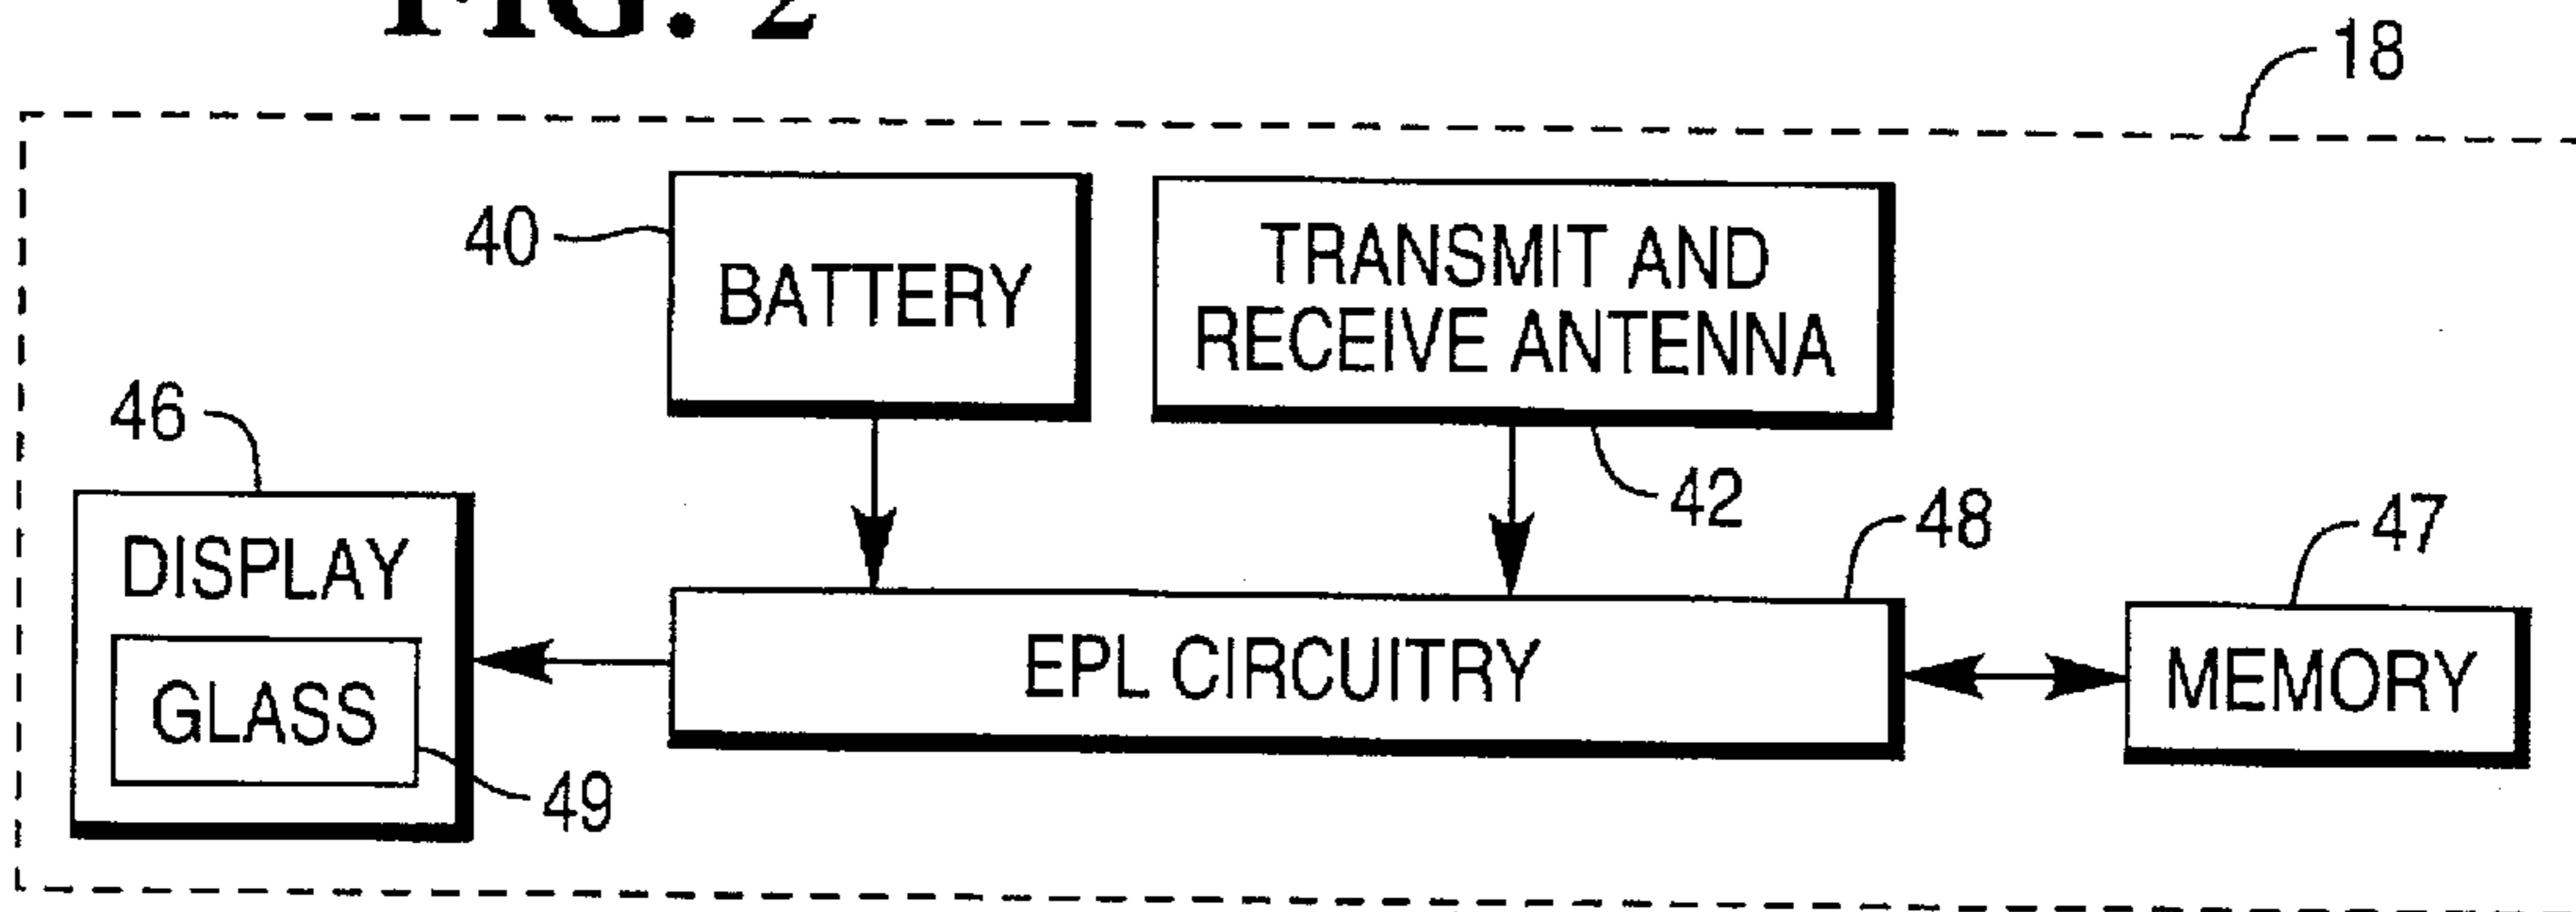 FIG. 2
18
40
BATTERY
TRANSMIT AND
RECEIVE ANTENNA
46
42
48
47
DISPLAY
GLASS
49
EPL CIRCUITRY
MEMORY